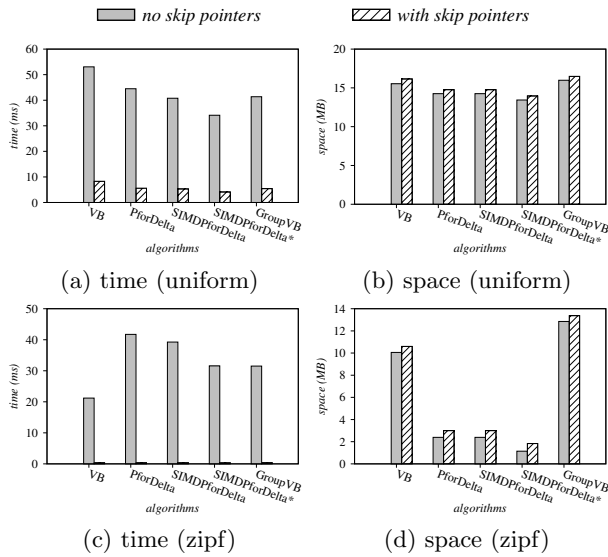 no skip pointers with skip pointers
60
50
40
30
20
10
0
time (ms)
VB
PforDelta
SIMDPforDelta
SIMDPforDelta*
GroupVB
algorithms
(a) time (uniform)
20
15
10
5
0
space (MB)
VB
PforDelta
SIMDPforDelta
SIMDPforDelta*
GroupVB
algorithms
(b) space (uniform)
50
40
30
20
10
0
time (ms)
VB
PforDelta
SIMDPforDelta
SIMDPforDelta*
GroupVB
algorithms
(c) time (zipf)
14
12
10
8
6
4
2
0
space (MB)
VB
PforDelta
SIMDPforDelta
SIMDPforDelta*
GroupVB
algorithms
(d) space (zipf)